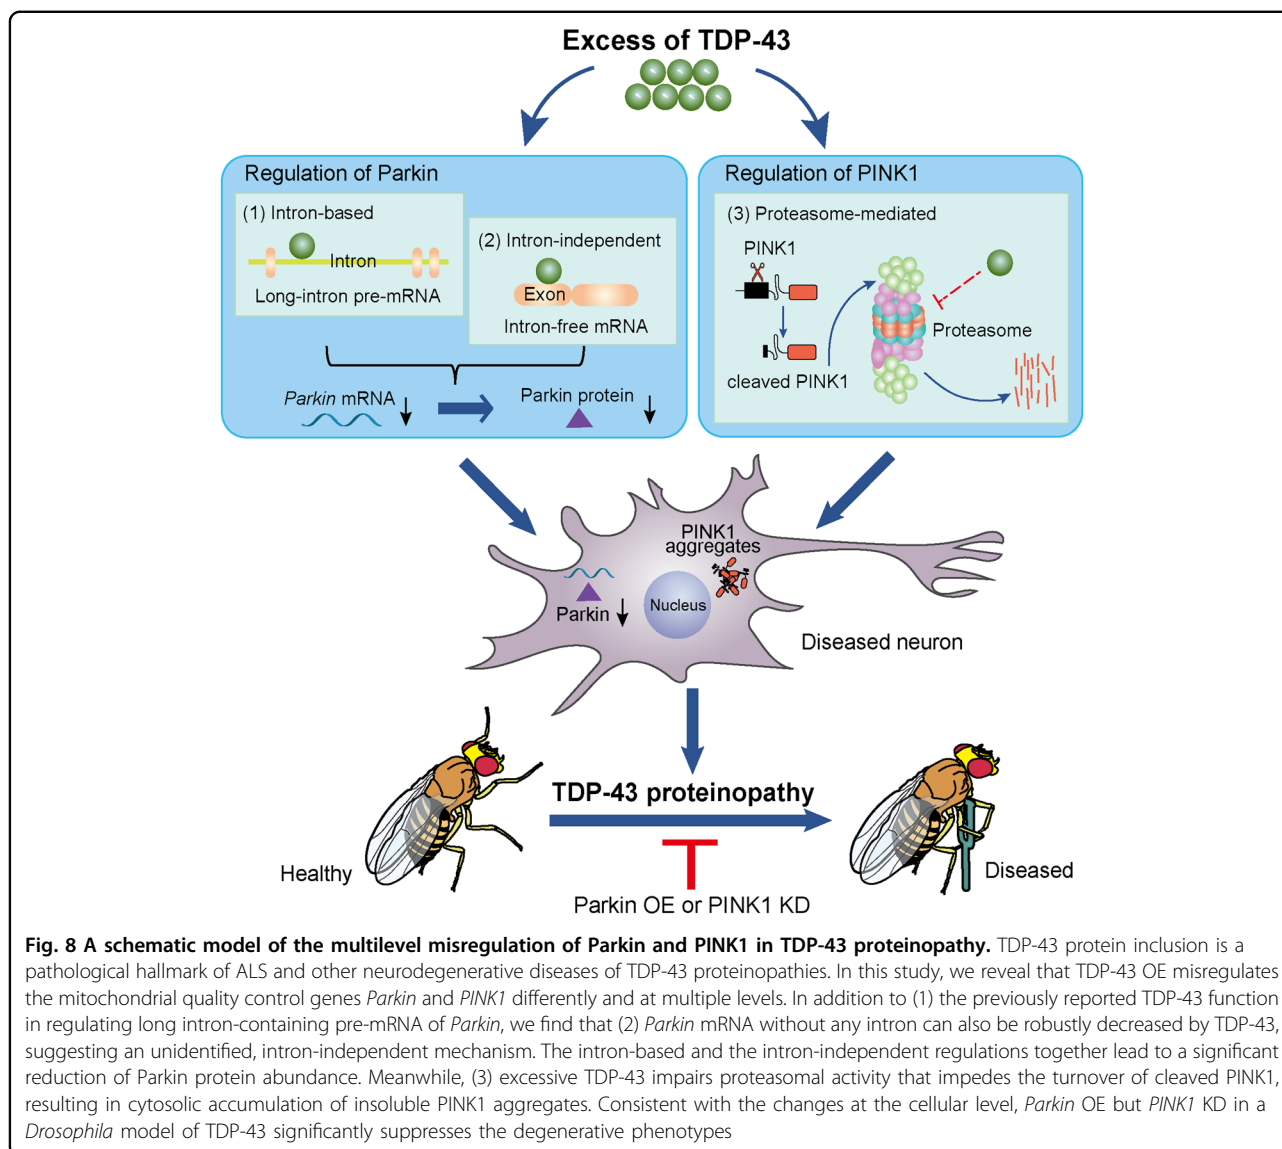 Excess of TDP-43
Regulation of Parkin
(1) Intron-based
Intron
Long-intron pre-mRNA
(2) Intron-independent
Exon
Intron-free mRNA
Parkin mRNA
Parkin protein
Regulation of PINK1
(3) Proteasome-mediated
PINK1
Proteasome
cleaved PINK1
PINK1
aggregates
Parkin
Nucleus
Diseased neuron
TDP-43 proteinopathy
Healthy
Diseased
Parkin OE or PINK1 KD
Fig. 8 A schematic model of the multilevel misregulation of Parkin and PINK1 in TDP-43 proteinopathy. TDP-43 protein inclusion is a
pathological hallmark of ALS and other neurodegenerative diseases of TDP-43 proteinopathies. In this study, we reveal that TDP-43 OE misregulates
the mitochondrial quality control genes Parkin and PINK1 differently and at multiple levels. In addition to (1) the previously reported TDP-43 function
in regulating long intron-containing pre-mRNA of Parkin, we find that (2) Parkin mRNA without any intron can also be robustly decreased by TDP-43,
suggesting an unidentified, intron-independent mechanism. The intron-based and the intron-independent regulations together lead to a significant
reduction of Parkin protein abundance. Meanwhile, (3) excessive TDP-43 impairs proteasomal activity that impedes the turnover of cleaved PINK1,
resulting in cytosolic accumulation of insoluble PINK1 aggregates. Consistent with the changes at the cellular level, Parkin OE but PINK1 KD in a
Drosophila model of TDP-43 significantly suppresses the degenerative phenotypes